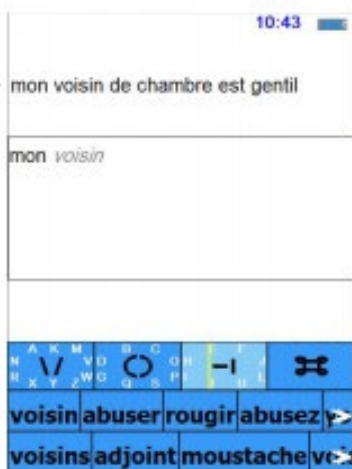 10:43
mon voisin de chambre est gentil
mon voisin
voisin abuser rougir abusez
voisins adjoint moustache